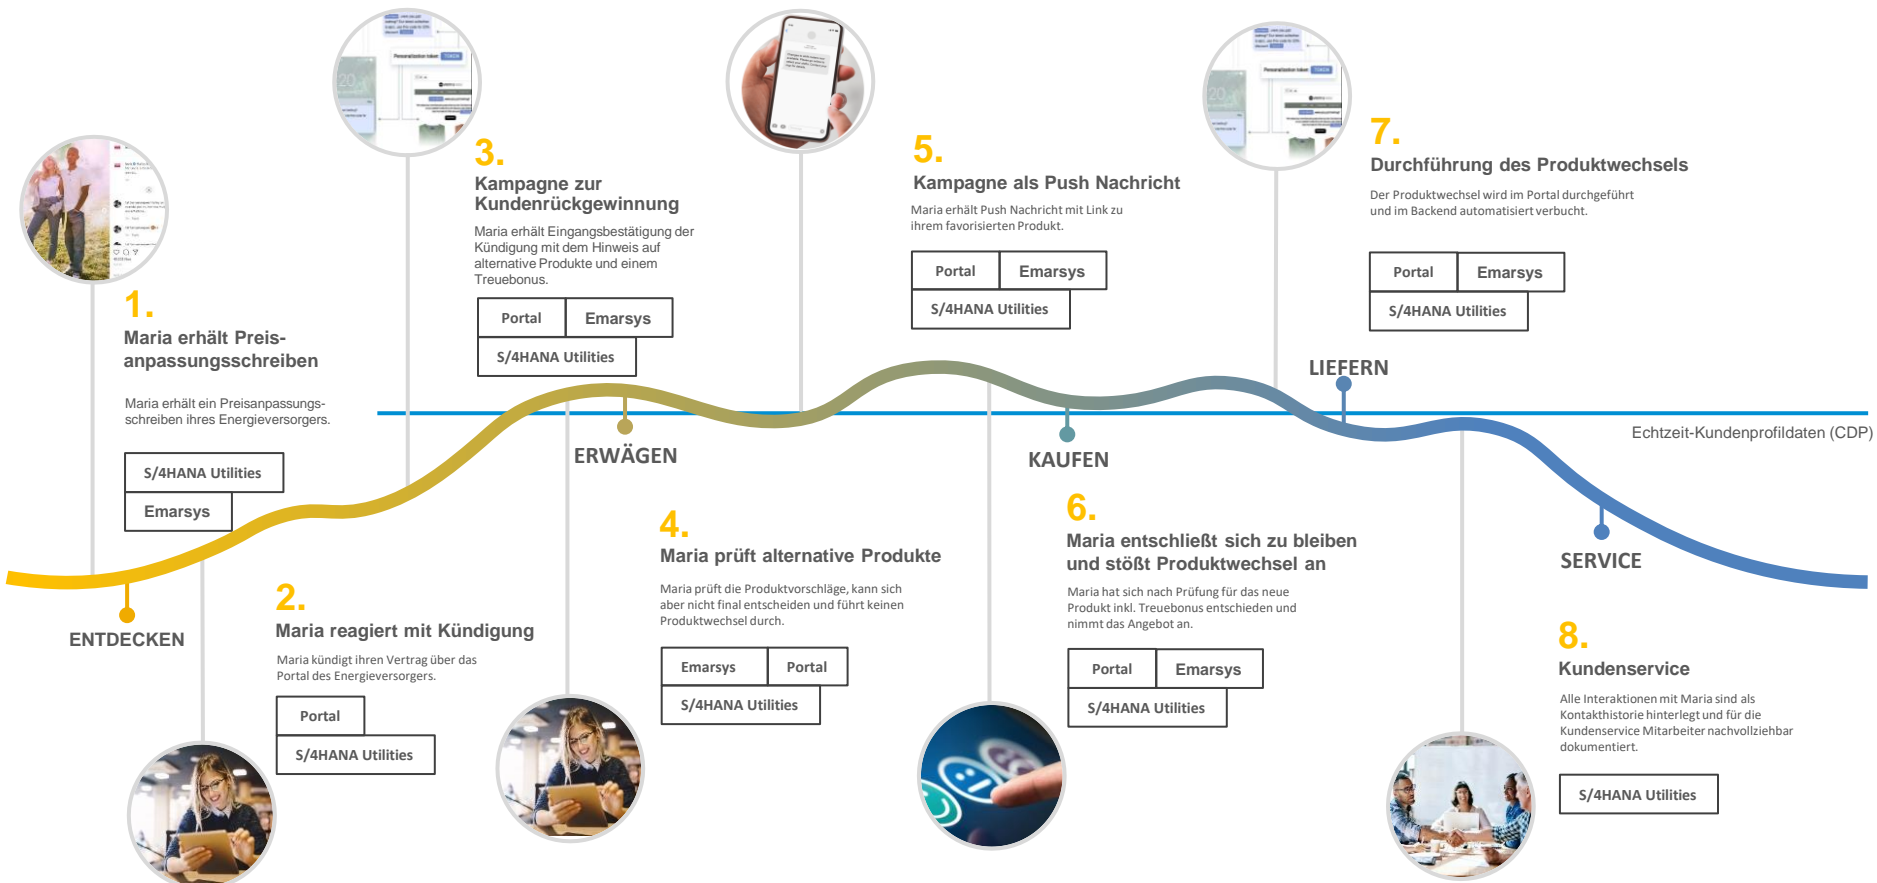 1.
Maria erhält Preis-
anpassungsschreiben
Maria erhält ein Preisanpassungs-
schreiben ihres Energieversorgers.
S/4HANA Utilities
Emarsys
ENTDECKEN
2.
Maria reagiert mit Kündigung
Maria kündigt ihren Vertrag über das
Portal des Energieversorgers.
Portal
S/4HANA Utilities
3.
Kampagne zur
Kundenrückgewinnung
Maria erhält Eingangsbestätigung der
Kündigung mit dem Hinweis auf
alternative Produkte und einem
Treuebonus.
Portal
Emarsys
S/4HANA Utilities
ERWÄGEN
4.
Maria prüft alternative Produkte
Maria prüft die Produktvorschläge, kann sich
aber nicht final entscheiden und führt keinen
Produktwechsel durch.
Emarsys
Portal
S/4HANA Utilities
5.
Kampagne als Push Nachricht
Maria erhält Push Nachricht mit Link zu
ihrem favorisierten Produkt.
Portal
Emarsys
S/4HANA Utilities
KAUFEN
6.
Maria entschließt sich zu bleiben
und stößt Produktwechsel an
Maria hat sich nach Prüfung für das neue
Produkt inkl. Treuebonus entschieden und
nimmt das Angebot an.
Portal
Emarsys
S/4HANA Utilities
7.
Durchführung des Produktwechsels
Der Produktwechsel wird im Portal durchgeführt
und im Backend automatisiert verbucht.
Portal
Emarsys
S/4HANA Utilities
LIEFERN
Echtzeit-Kundenprofildaten (CDP)
SERVICE
8.
Kundenservice
Alle Interaktionen mit Maria sind als
Kontakthistorie hinterlegt und für die
Kundenservice Mitarbeiter nachvollziehbar
dokumentiert.
S/4HANA Utilities
Personalization token
TOKEN
Personalization token
TOKEN